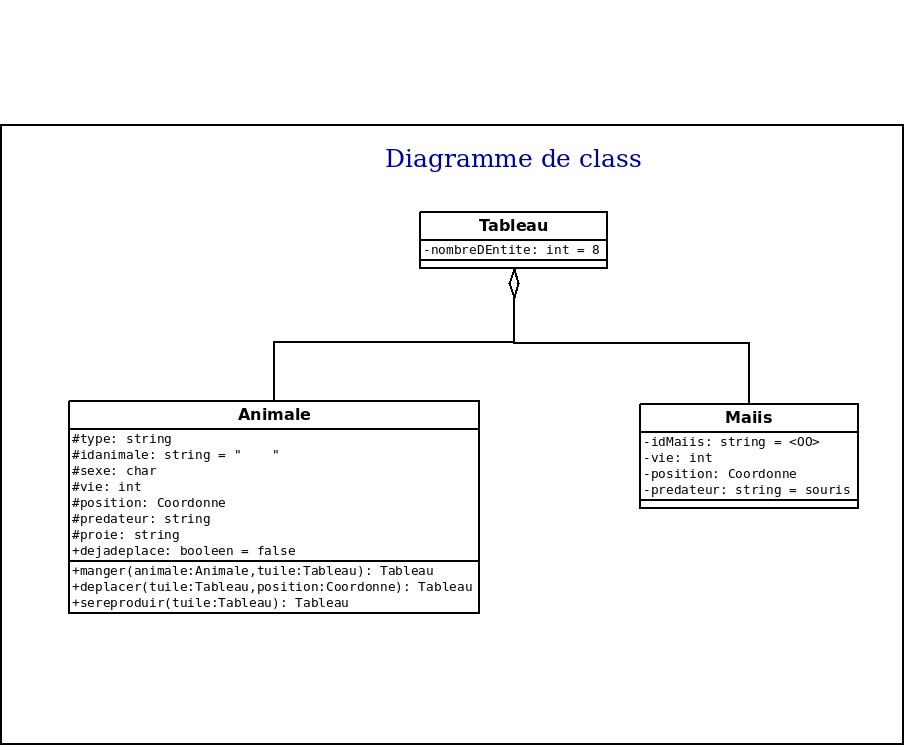 Diagramme de class
Tableau
-nombreDEntite: int = 8
Animale
#type: string
#idanimale: string = "    "
#sexe: char
#vie: int
#position: Coordonne
#predateur: string
#proie: string
+dejadeplace: booleen = false
+manger(animale:Animale,tuile:Tableau): Tableau
+deplacer(tuile:Tableau,position:Coordonne): Tableau
+sereproduir(tuile:Tableau): Tableau
Maiis
-idMaiis: string = <OO>
-vie: int
-position: Coordonne
-predateur: string = souris